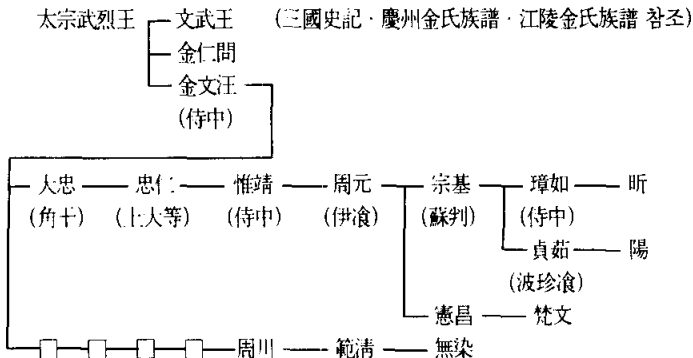 太宗武烈王 文武王 (三國史記·慶州金氏族譜·江陵金氏族譜 참조)
金仁問
金文汪
(侍中)
大忠 忠仁 惟靖 周元 宗基 璋如 昕
(角干) (上大等) (侍中) (伊飡) (蘇判) (侍中)
貞茹 陽
(波珍飡)
憲昌 梵文
周川 範淸 無染